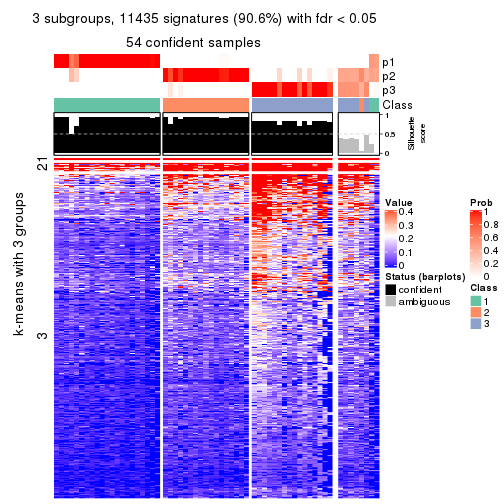 3 subgroups, 11435 signatures (90.6%) with fdr < 0.05
54 confident samples
p1
p2
p3
Class
1
0.5
0
Silhouette
score
k-means with 3 groups
21
3
Value
0.4
0.3
0.2
0.1
0
Status (barplots)
confident
ambiguous
Prob
1
0.8
0.6
0.4
0.2
0
Class
1
2
3